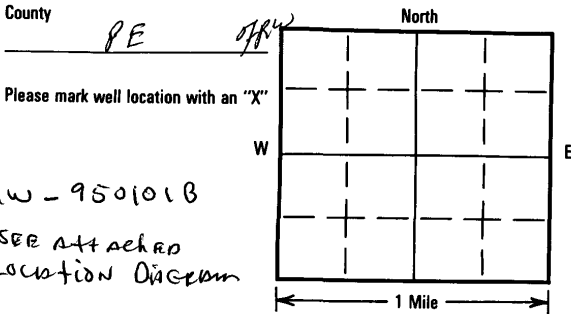 County
PE
North
Please mark well location with an "X"
W
E
W - 950101B
SEE AttAched
LOCAtION DIAGRAM
1 Mile